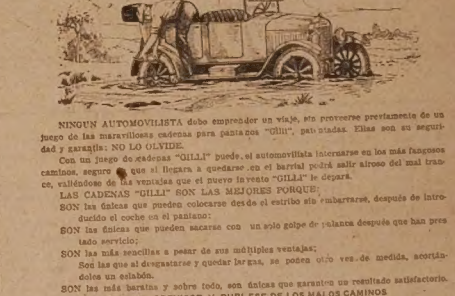 NINGUN AUTOMOVILISTA debe emprender un viaje, sin proveerse previamente de un
juego de las maravillosas cadenas para pantanos "Gilli", patentadas. Ellas son su seguri-
dad y garantía: NO LO OLVIDE.
Con un juego de cadenas "GILLI" puede el automovilista internarse en los más fangosos
caminos, seguro que si llegara a quedarse en el barrial podrá salir airoso del mal tran-
ce, valiéndose de las ventajas que el nuevo invento "GILLI" le depara.
LAS CADENAS "GILLI" SON LAS MEJORES PORQUE:
SON las únicas que pueden colocarse desde el estribo sin embarrarse, después de intro-
ducido el coche en el pantano;
SON las únicas que pueden sacarse con un solo golpe de palanca después que han pres
tado servicio;
SON las más sencillas a pesar de sus múltiples ventajas;
Son las que al desgastarse y quedar largas, se ponen otra vez de medida, acortán-
doles un eslabón.
SON las más baratas y sobre todo, son únicas que garanten un resultado satisfactorio.
BURLESE DE LOS MALOS CAMINOS